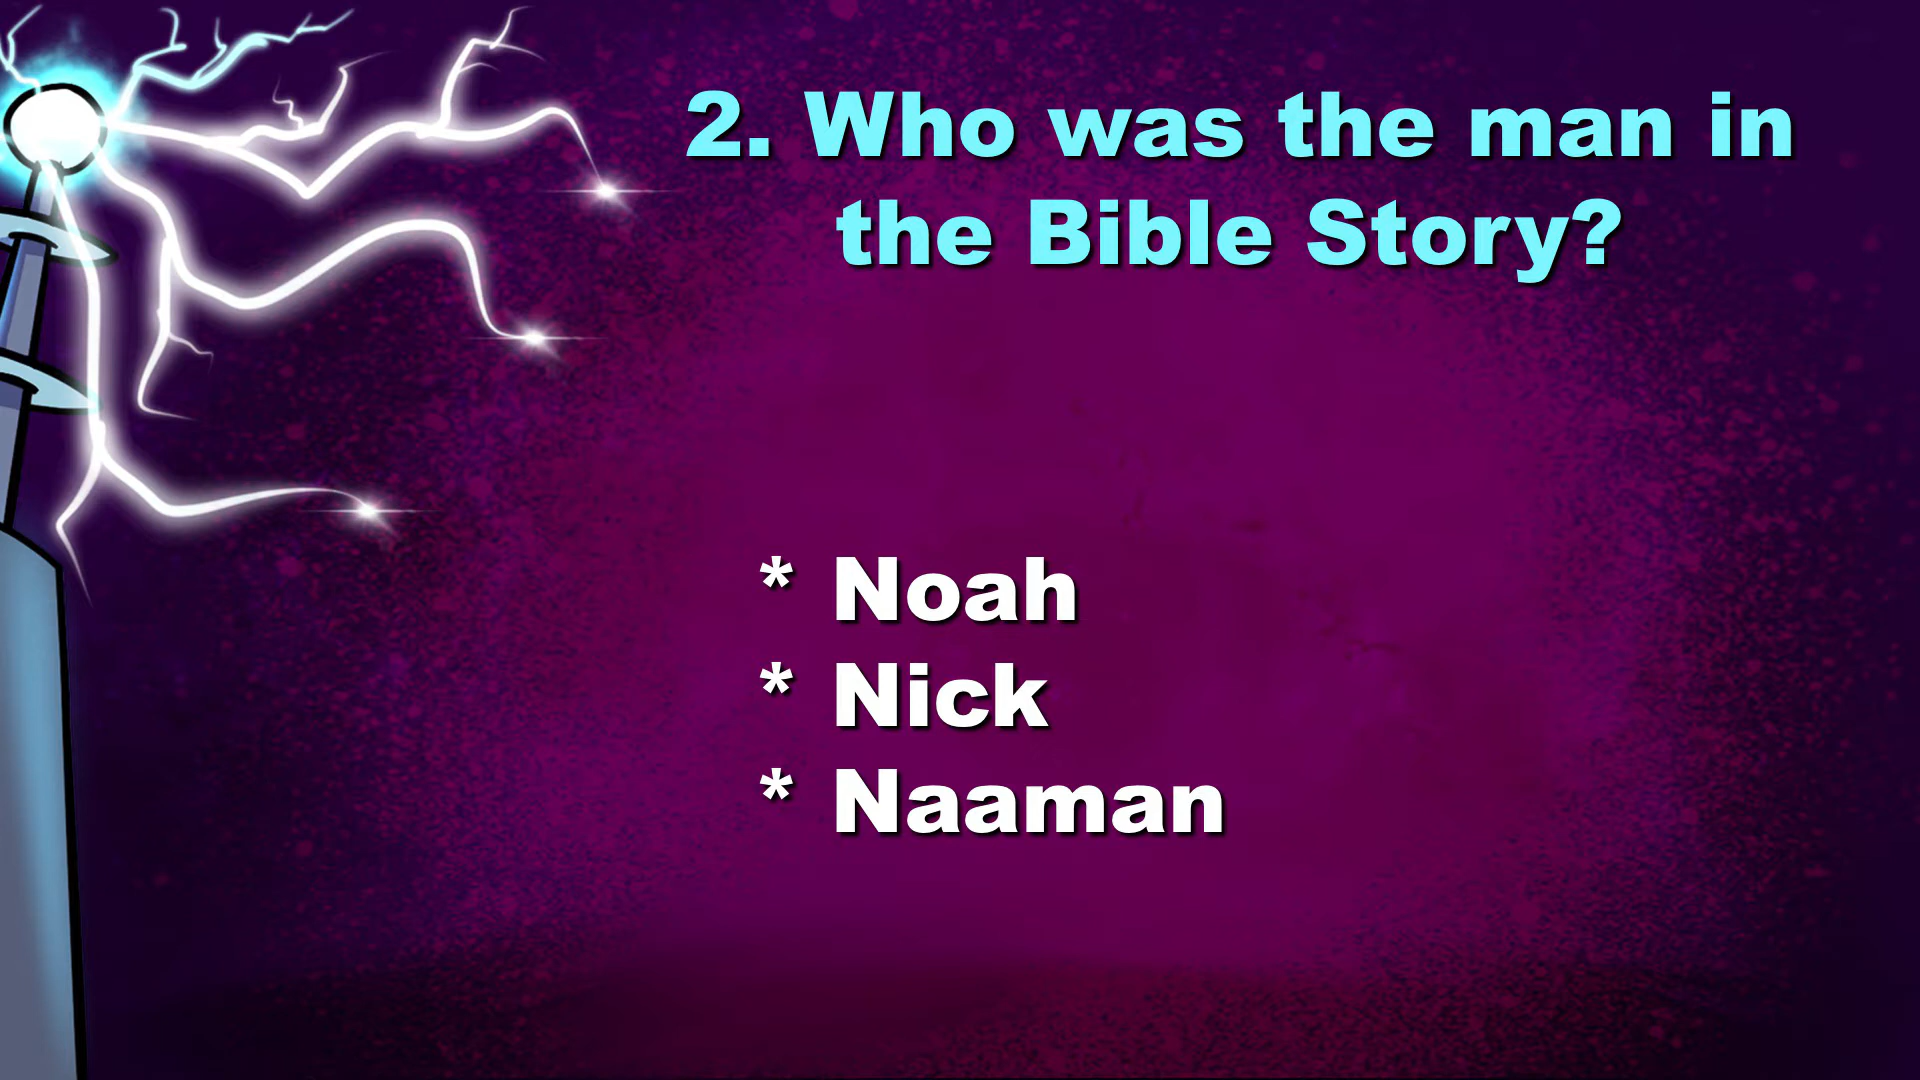 2. Who was the man in
the Bible Story?
* Noah
* Nick
* Naaman